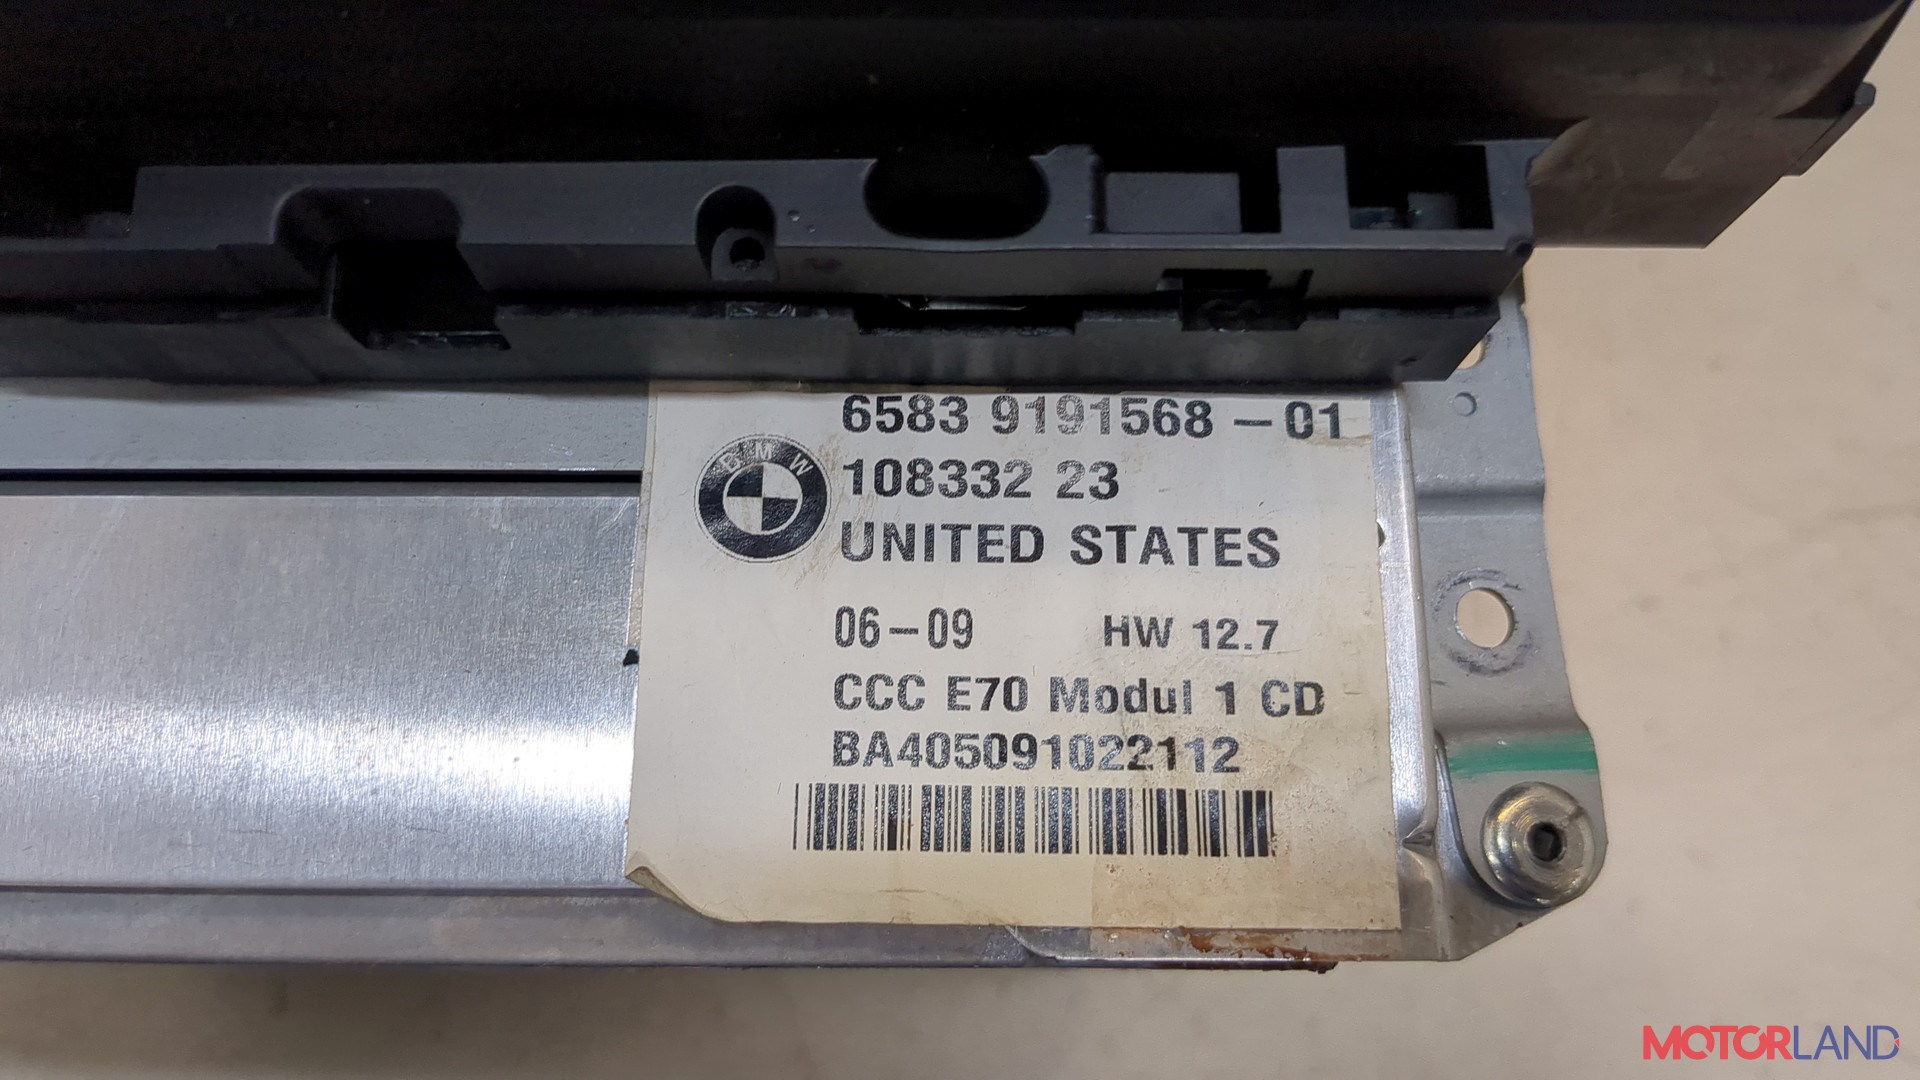 6583 9191568-01
BMW
108332 23
UNITED STATES
06-09 HW 12.7
CCC E70 Modul 1 CD
BA405091022112
MOTORLAND